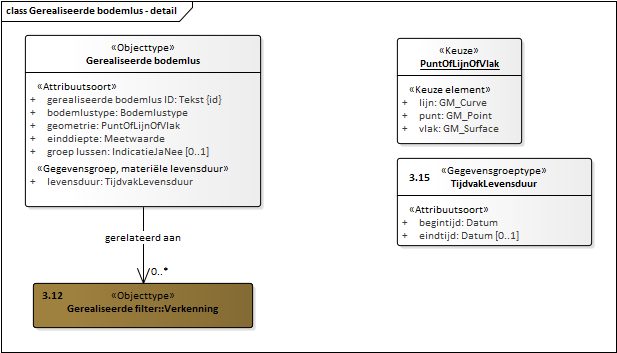 class Gerealiseerde bodemlus - detail
«Objecttype»
Gerealiseerde bodemlus
«Attribuutsoort»
+ gerealiseerde bodemlus ID: Tekst {id}
+ bodemlustype: Bodemlustype
+ geometrie: PuntOfLijnOfVlak
+ einddiepte: Meetwaarde
+ groep lussen: IndicatieJaNee [0..1]
«Gegevensgroep, materiële levensduur»
+ levensduur: TijdvakLevensduur
gerelateerd aan
0..*
3.12 «Objecttype»
Gerealiseerde filter::Verkenning
«Keuze»
PuntOfLijnOfVlak
«Keuze element»
+ lijn: GM_Curve
+ punt: GM_Point
+ vlak: GM_Surface
3.15 «Gegevensgroeptype»
TijdvakLevensduur
«Attribuutsoort»
+ begintijd: Datum
+ eindtijd: Datum [0..1]